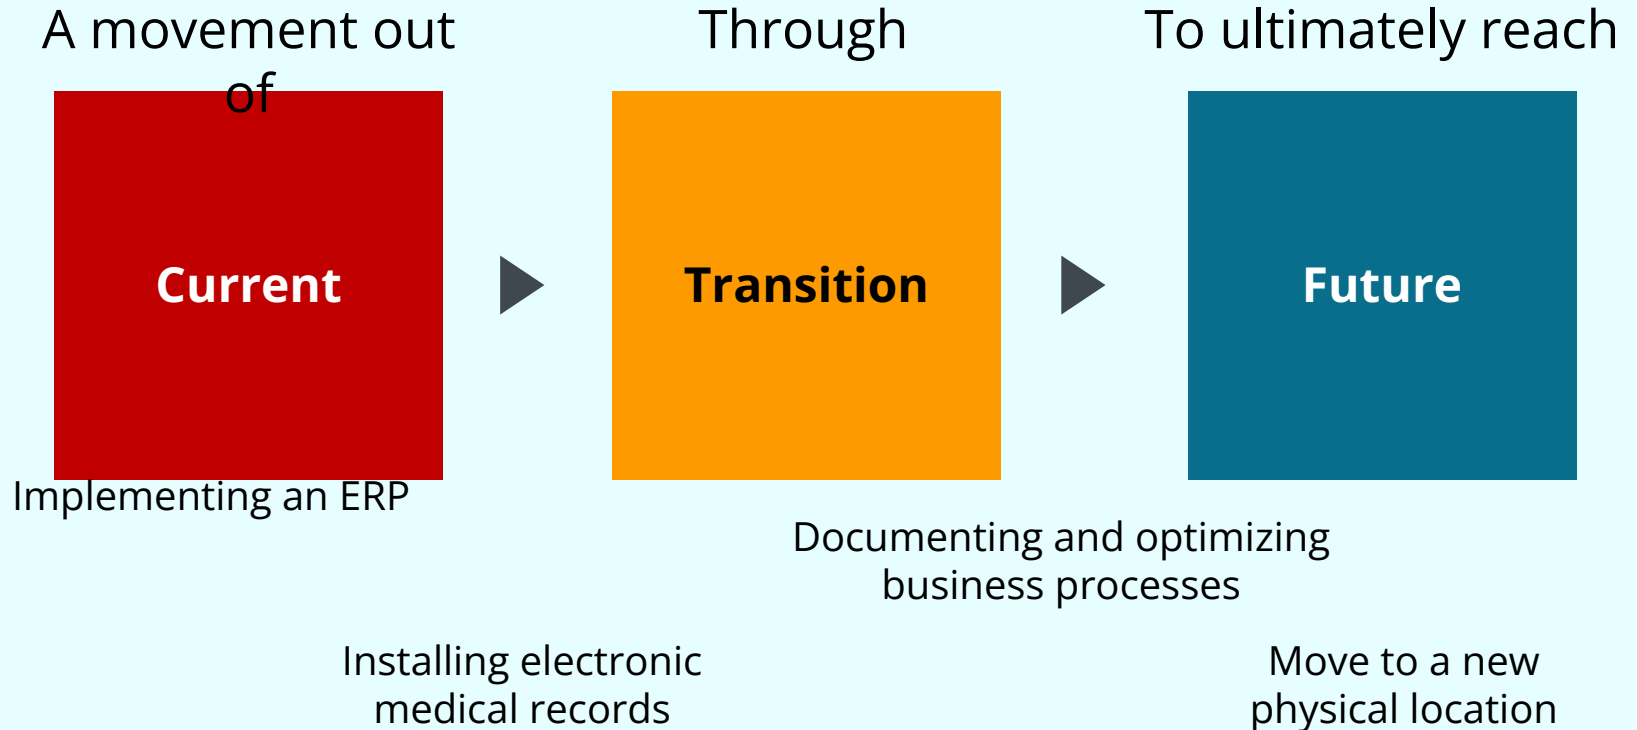 A movement out
of
Through
To ultimately reach
Current
Transition
Future
Implementing an ERP
Documenting and optimizing
business processes
Installing electronic
medical records
Move to a new
physical location